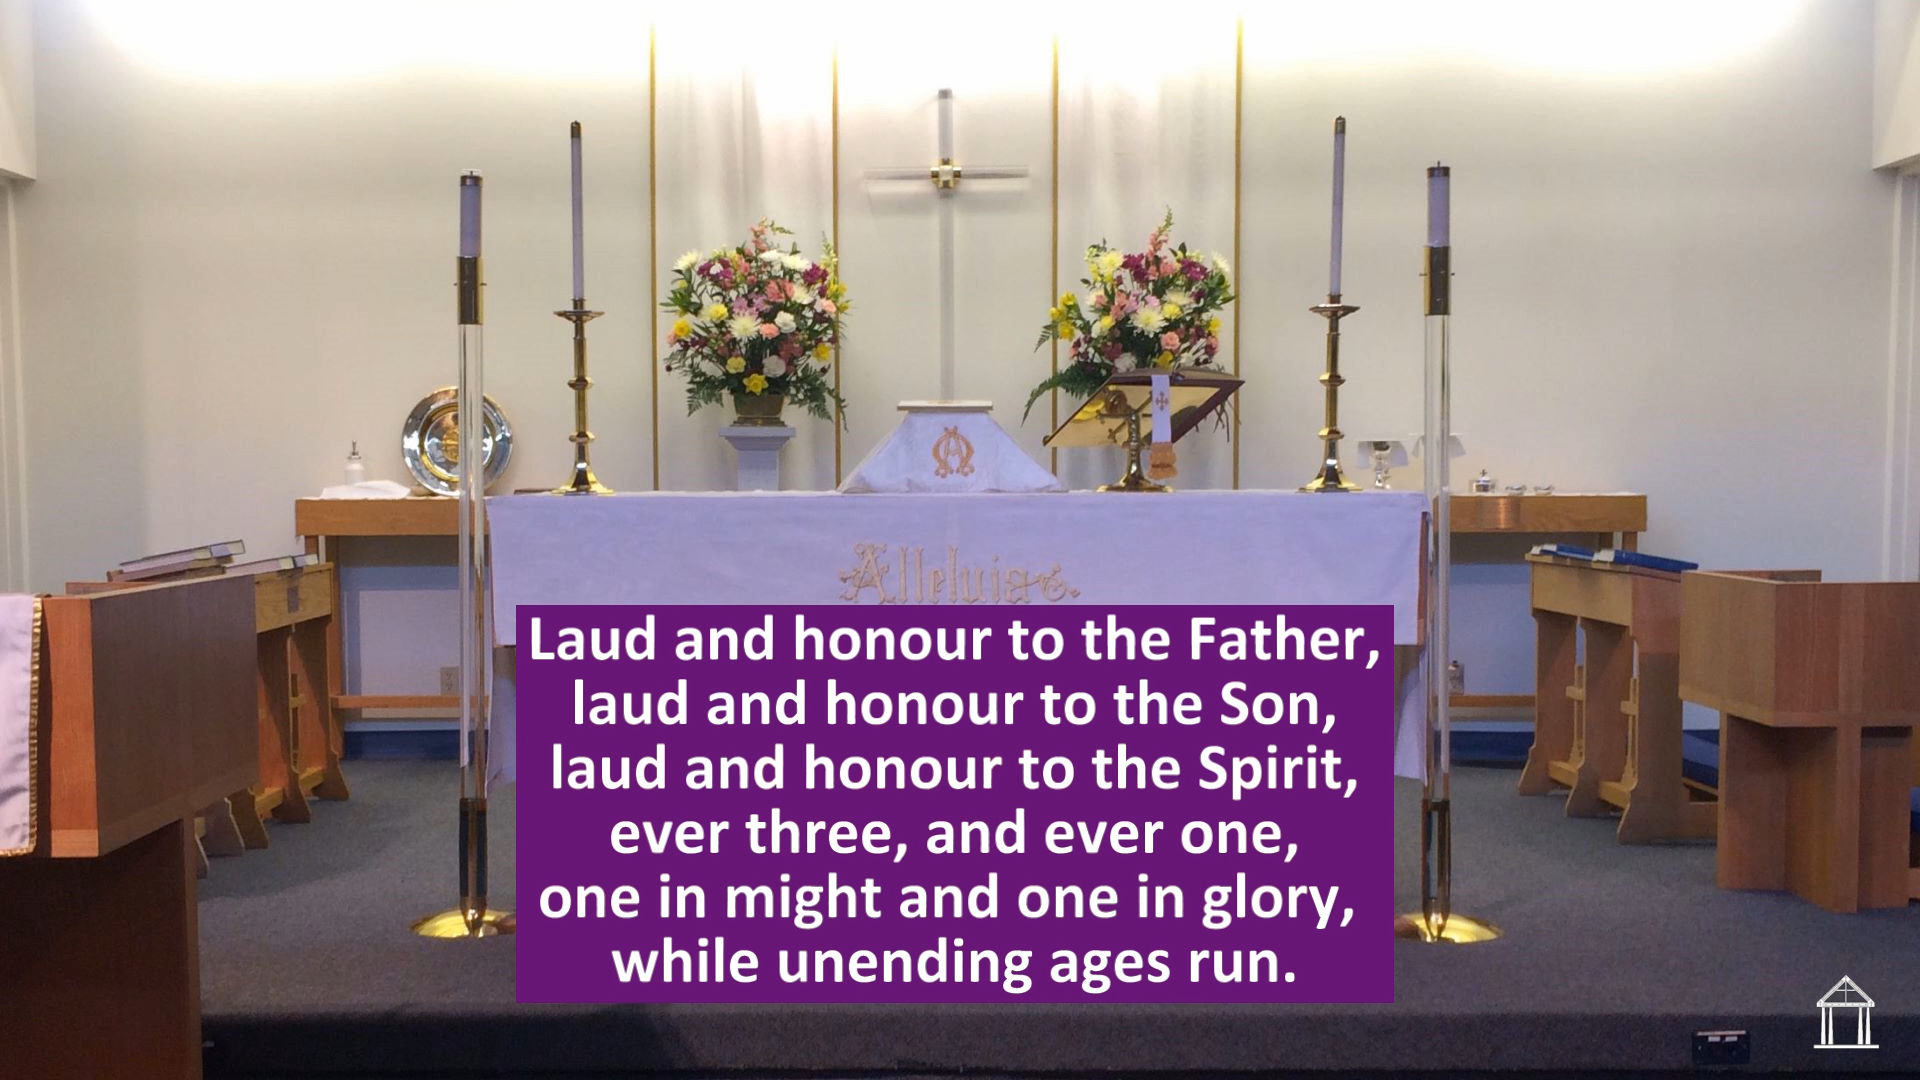 Alleluia.
Laud and honour to the Father,
laud and honour to the Son,
laud and honour to the Spirit,
ever three, and ever one,
one in might and one in glory,
while unending ages run.